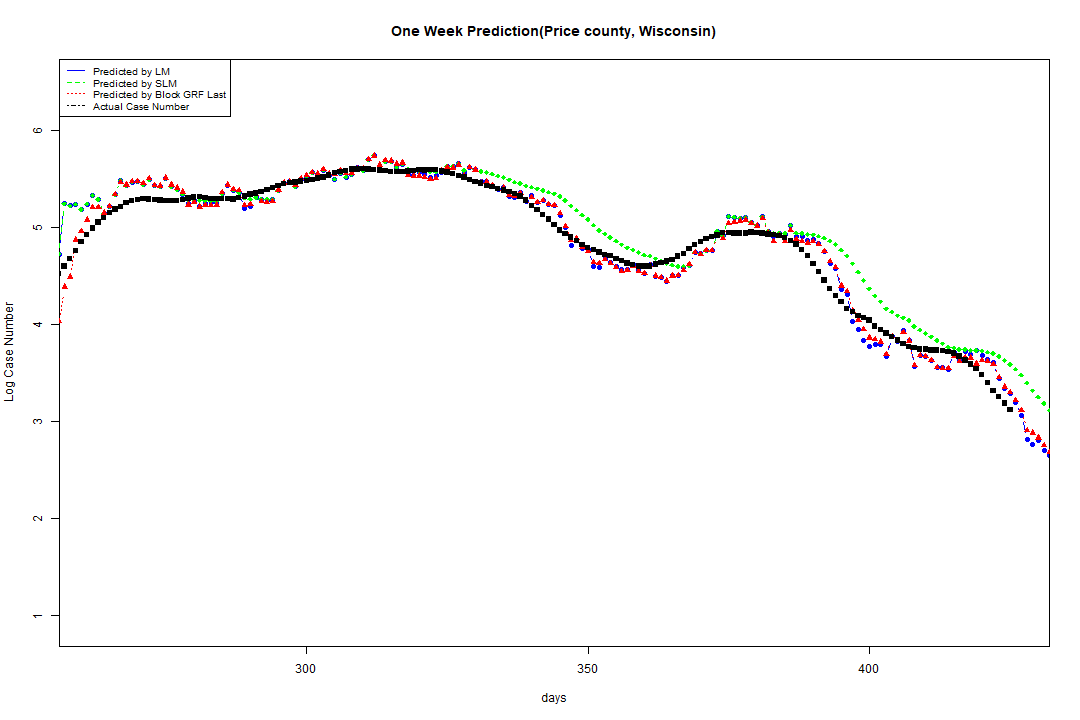 One Week Prediction(Price county, Wisconsin)
Predicted by LM
Predicted by SLM
Predicted by Block GRF Last
Actual Case Number
6
5
4
3
2
1
Log Case Number
300 350 400
days